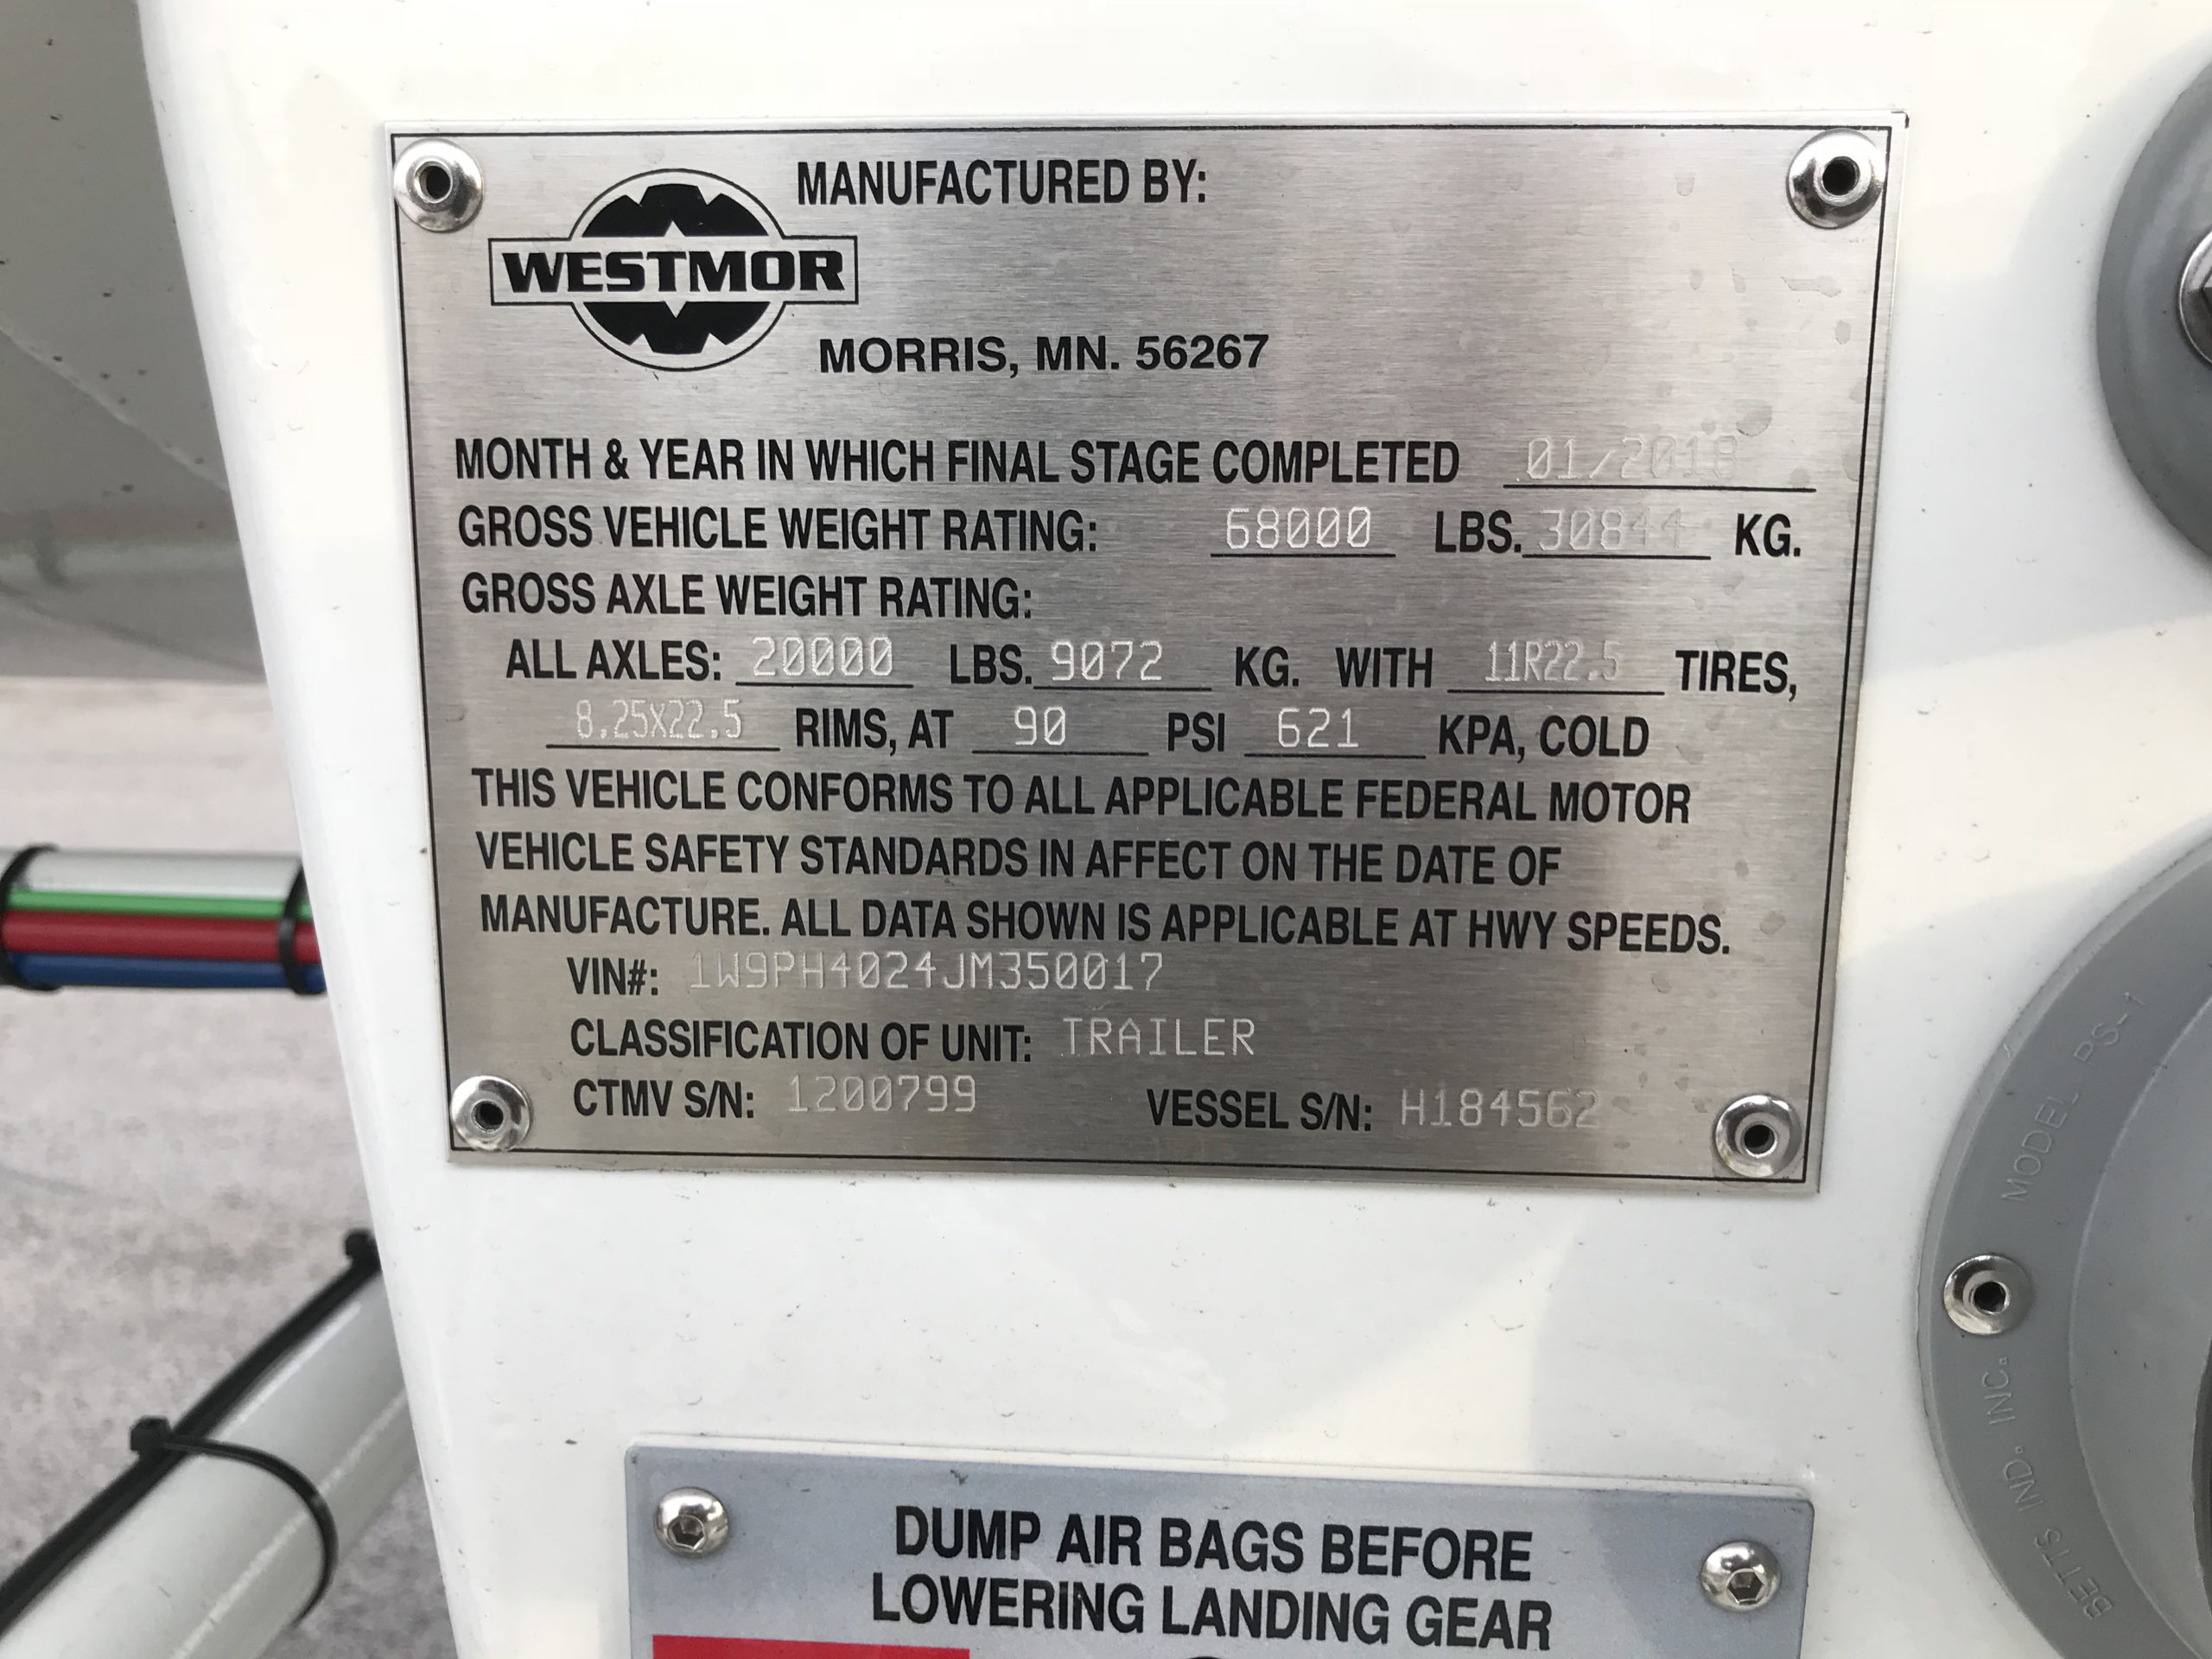 MANUFACTURED BY:
WESTMOR
MORRIS, MN. 56267
MONTH & YEAR IN WHICH FINAL STAGE COMPLETED 01/2018
GROSS VEHICLE WEIGHT RATING: 68000 LBS. 30844 KG.
GROSS AXLE WEIGHT RATING:
ALL AXLES: 20000 LBS. 9072 KG. WITH 11R22.5 TIRES,
8.25X22.5 RIMS, AT 90 PSI 621 KPA, COLD
THIS VEHICLE CONFORMS TO ALL APPLICABLE FEDERAL MOTOR
VEHICLE SAFETY STANDARDS IN AFFECT ON THE DATE OF
MANUFACTURE. ALL DATA SHOWN IS APPLICABLE AT HWY SPEEDS.
VIN#: 1W9PH4024JM350017
CLASSIFICATION OF UNIT: TRAILER
CTMV S/N: 1200799 VESSEL S/N: H184562
MODEL PS-1
BETTS IND. INC.
DUMP AIR BAGS BEFORE
LOWERING LANDING GEAR